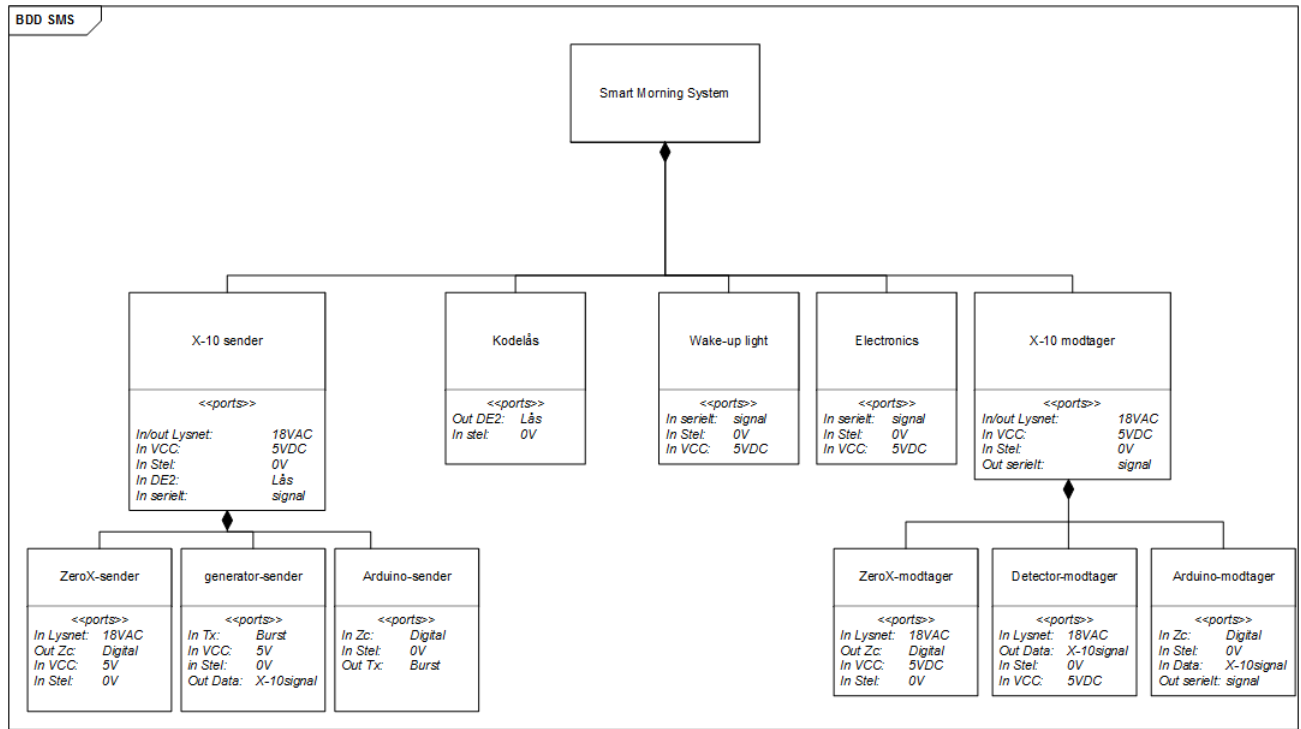 BDD SMS
Smart Morning System
X-10 sender
<<ports>>
In/out Lysnet: 18VAC
In VCC: 5VDC
In Stel: 0V
In DE2: Lås
In serielt: signal
Kodelås
<<ports>>
Out DE2: Lås
In stel: 0V
Wake-up light
<<ports>>
In serielt: signal
In Stel: 0V
In VCC: 5VDC
Electronics
<<ports>>
In serielt: signal
In Stel: 0V
In VCC: 5VDC
X-10 modtager
<<ports>>
In/out Lysnet: 18VAC
In VCC: 5VDC
In Stel: 0V
Out serielt: signal
ZeroX-sender
<<ports>>
In Lysnet: 18VAC
Out Zc: Digital
In VCC: 5V
In Stel: 0V
generator-sender
<<ports>>
In Tx: Burst
In VCC: 5V
in Stel: 0V
Out Data: X-10signal
Arduino-sender
<<ports>>
In Zc: Digital
In Stel: 0V
Out Tx: Burst
ZeroX-modtager
<<ports>>
In Lysnet: 18VAC
Out Zc: Digital
In VCC: 5VDC
In Stel: 0V
Detector-modtager
<<ports>>
In Lysnet: 18VAC
Out Data: X-10signal
In Stel: 0V
In VCC: 5VDC
Arduino-modtager
<<ports>>
In Zc: Digital
In Stel: 0V
In Data: X-10signal
Out serielt: signal